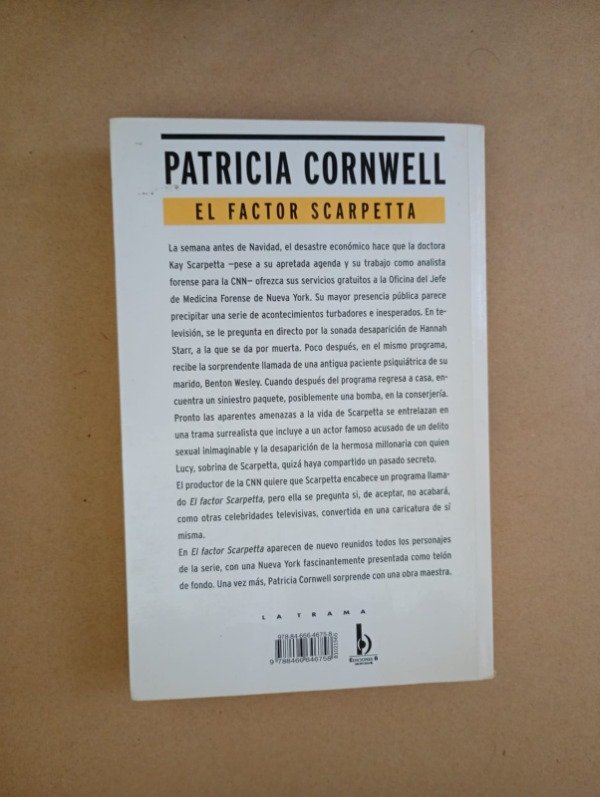 PATRICIA CORNWELL
EL FACTOR SCARPETTA
La semana antes de Navidad, el desastre económico hace que la doctora
Kay Scarpetta —pese a su apretada agenda y su trabajo como analista
forense para la CNN— ofrezca sus servicios gratuitos a la Oficina del Jefe
de Medicina Forense de Nueva York. Su mayor presencia pública parece
precipitar una serie de acontecimientos turbadores e inesperados. En te-
levisión, se le pregunta en directo por la sonada desaparición de Hannah
Starr, a la que se da por muerta. Poco después, en el mismo programa,
recibe la sorprendente llamada de una antigua paciente psiquiátrica de su
marido, Benton Wesley. Cuando después del programa regresa a casa, en-
cuentra un siniestro paquete, posiblemente una bomba, en la conserjería.
Pronto las aparentes amenazas a la vida de Scarpetta se entrelazan en
una trama surrealista que incluye a un actor famoso acusado de un delito
sexual inimaginable y la desaparición de la hermosa millonaria con quien
Lucy, sobrina de Scarpetta, quizá haya compartido un pasado secreto.
El productor de la CNN quiere que Scarpetta encabece un programa llama-
do El factor Scarpetta, pero ella se pregunta si, de aceptar, no acabará,
como otras celebridades televisivas, convertida en una caricatura de sí
misma.
En El factor Scarpetta aparecen de nuevo reunidos todos los personajes
de la serie, con una Nueva York fascinantemente presentada como telón
de fondo. Una vez más, Patricia Cornwell sorprende con una obra maestra.
LA TRAMA
978-84-666-4675-8
9 788466 646758
b
EDICIONES B